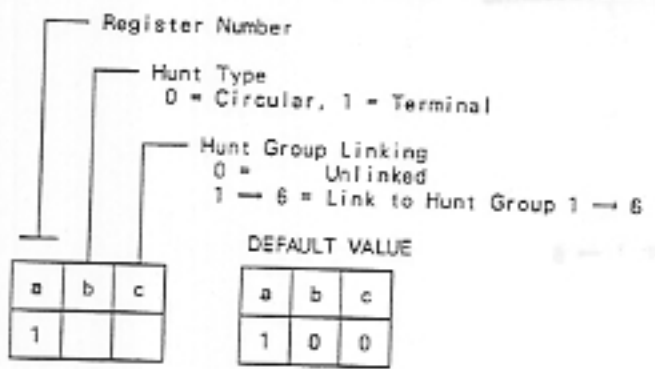 Register Number
Hunt Type
0 = Circular, 1 = Terminal
Hunt Group Linking
0 = Unlinked
1 → 6 = Link to Hunt Group 1 → 6
DEFAULT VALUE
a b c
1
a b c
1 0 0